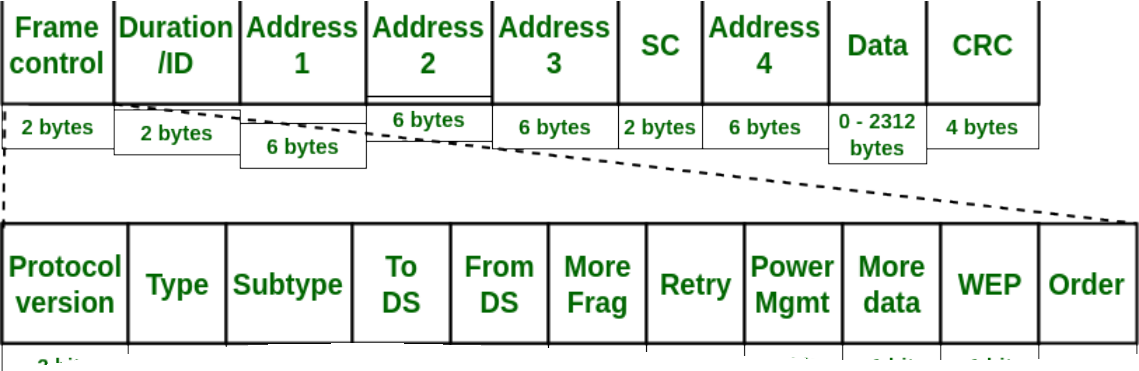 Frame control
Duration /ID
Address 1
Address 2
Address 3
SC
Address 4
Data
CRC
2 bytes
2 bytes
6 bytes
6 bytes
6 bytes
2 bytes
6 bytes
0 - 2312 bytes
4 bytes
Protocol version
Type
Subtype
To DS
From DS
More Frag
Retry
Power Mgmt
More data
WEP
Order